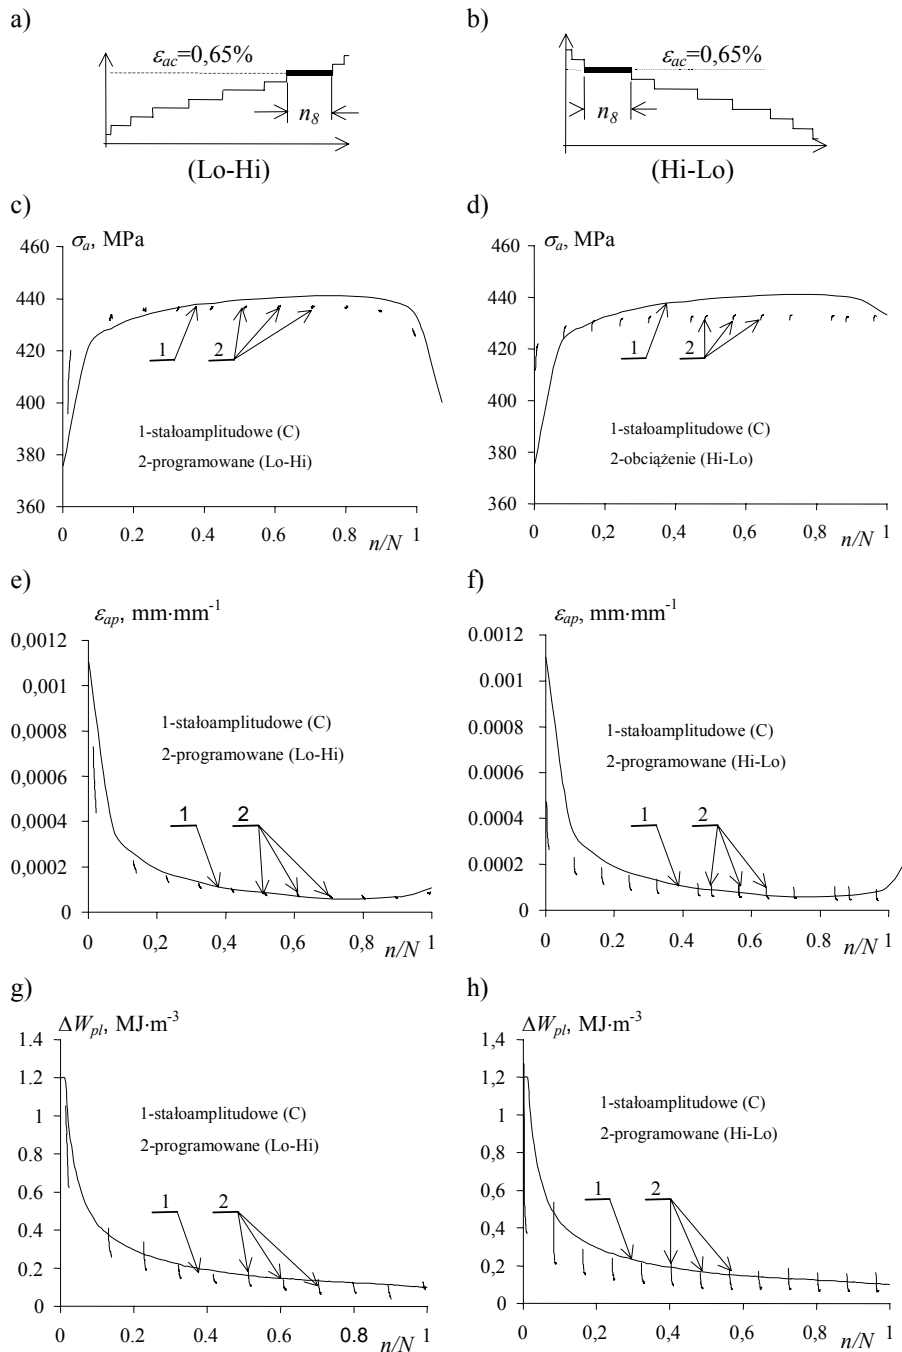 a)
b)
εac=0,65%
εac=0,65%
n8
n8
(Lo-Hi)
(Hi-Lo)
c)
d)
σa, MPa
460
440
420
400
380
360
0
0.2
0.4
0.6
0.8
1
n/N
1
2
1-stałoamplitudowe (C)
2-programowane (Lo-Hi)
σa, MPa
460
440
420
400
380
360
0
0.2
0.4
0.6
0.8
1
n/N
1
2
1-stałoamplitudowe (C)
2-obciążenie (Hi-Lo)
e)
f)
εap, mm·mm-1
0,0012
0,001
0,0008
0,0006
0,0004
0,0002
0
0
0,2
0,4
0,6
0,8
1
n/N
1
2
1-stałoamplitudowe (C)
2-programowane (Lo-Hi)
εap, mm·mm-1
0.0012
0.001
0.0008
0.0006
0.0004
0.0002
0
0
0.2
0.4
0.6
0.8
1
n/N
1
2
1-stałoamplitudowe (C)
2-programowane (Hi-Lo)
g)
h)
ΔWpl, MJ·m-3
1.4
1.2
1
0.8
0.6
0.4
0.2
0
0
0.2
0.4
0.6
0.8
1
n/N
1
2
1-stałoamplitudowe (C)
2-programowane (Lo-Hi)
ΔWpl, MJ·m-3
1,4
1,2
1
0,8
0,6
0,4
0,2
0
0
0,2
0,4
0,6
0,8
1
n/N
1
2
1-stałoamplitudowe (C)
2-programowane (Hi-Lo)